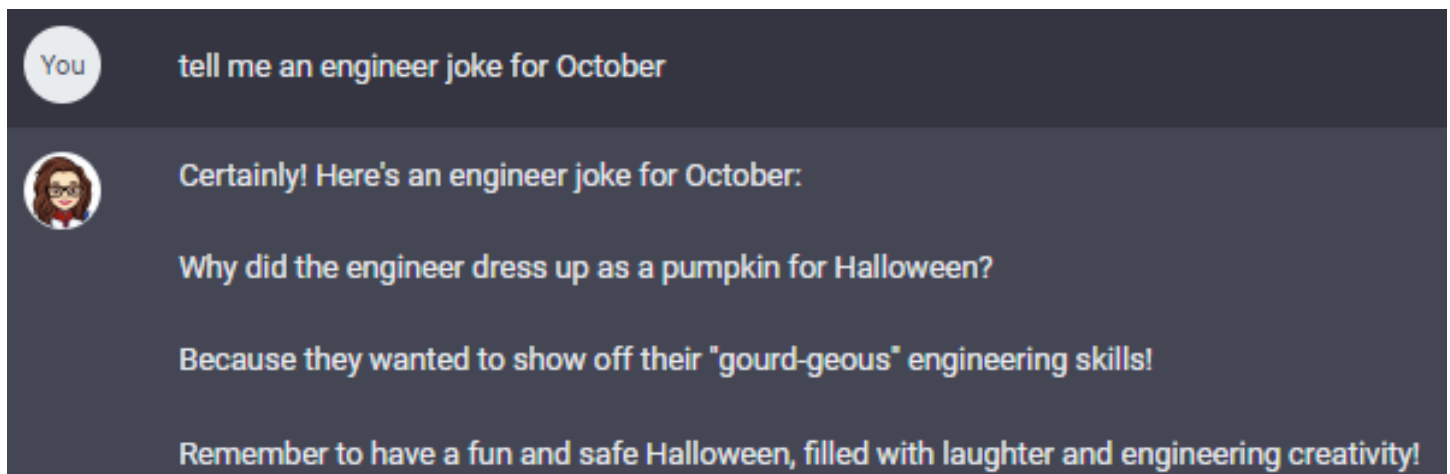 You
tell me an engineer joke for October
Certainly! Here's an engineer joke for October:
Why did the engineer dress up as a pumpkin for Halloween?
Because they wanted to show off their "gourd-geous" engineering skills!
Remember to have a fun and safe Halloween, filled with laughter and engineering creativity!